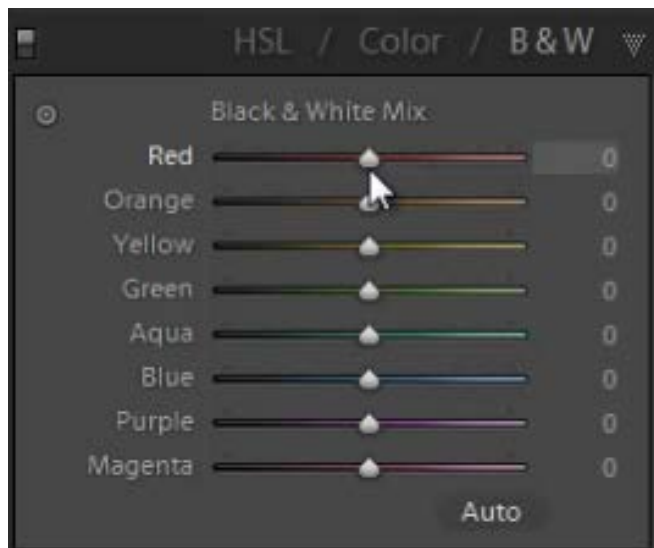 HSL / Color / B & W
Black & White Mix
Red 0
Orange 0
Yellow 0
Green 0
Aqua 0
Blue 0
Purple 0
Magenta 0
Auto